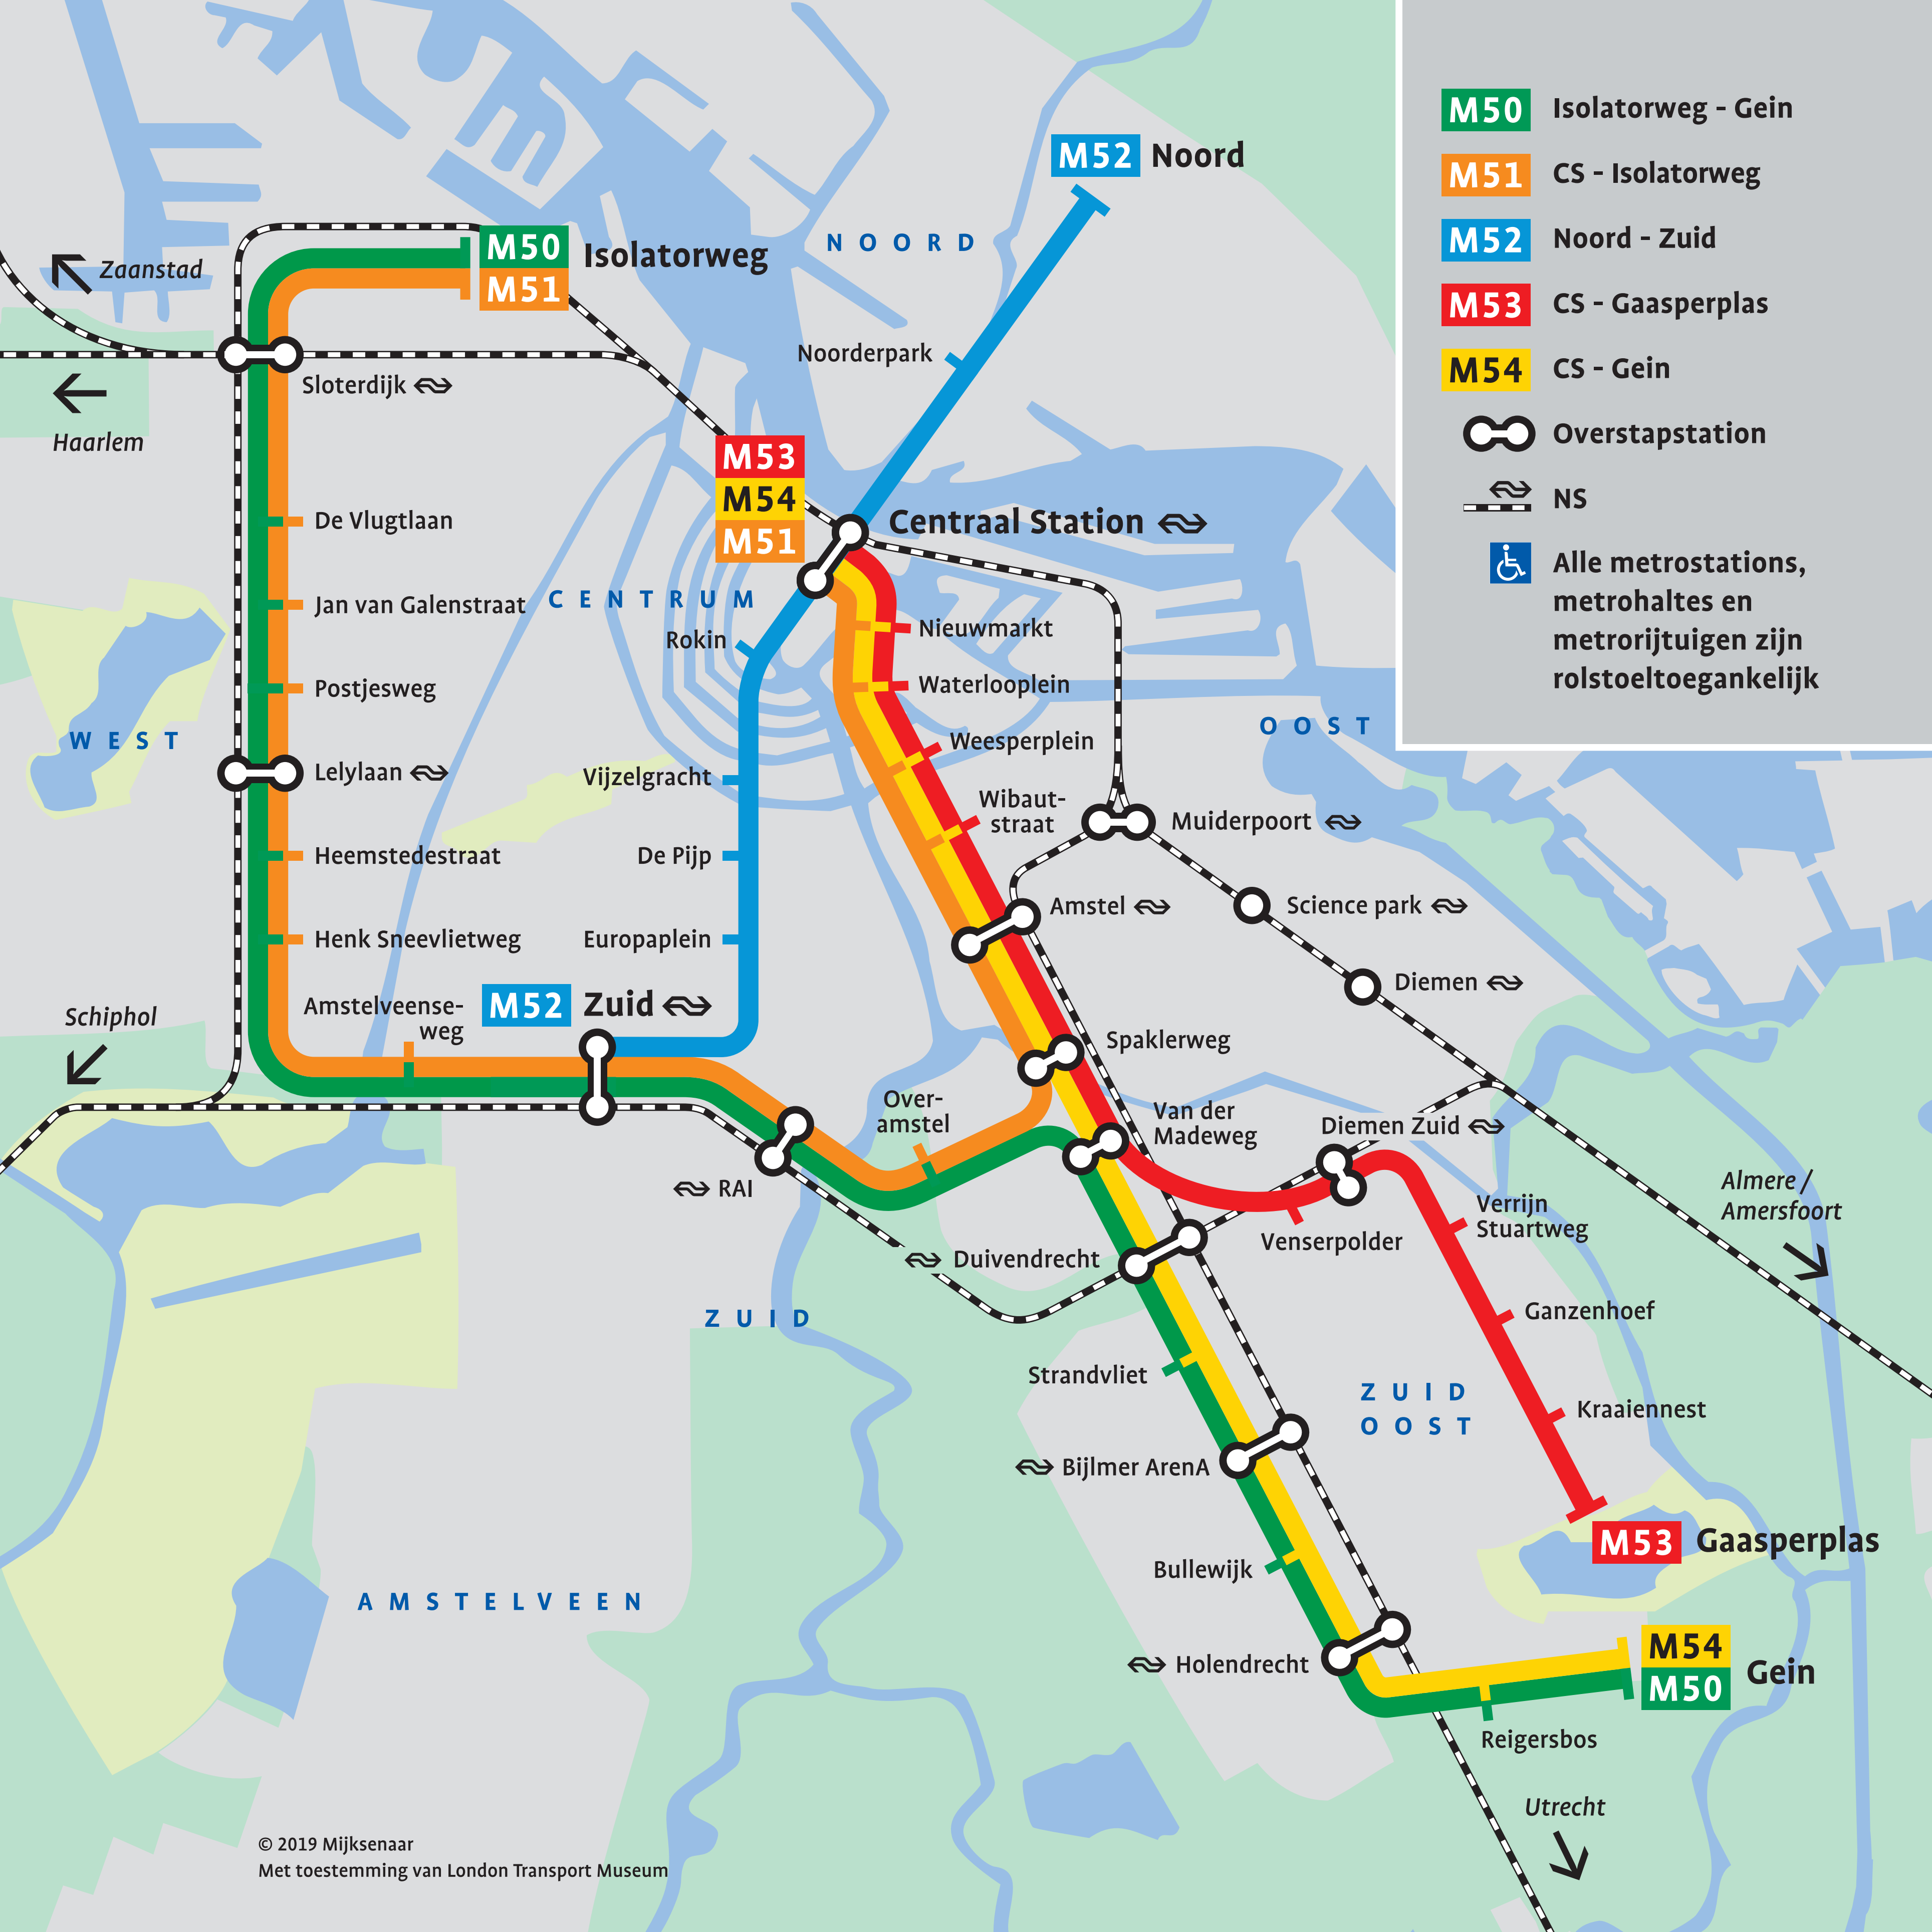 M50 Isolatorweg - Gein
M51 CS - Isolatorweg
M52 Noord - Zuid
M53 CS - Gaasperplas
M54 CS - Gein
Overstapstation
NS
Alle metrostations,
metrohaltes en
metrorijtuigen zijn
rolstoeltoegankelijk
M52 Noord
NOORD
Zaanstad
M50
M51
Isolatorweg
Noorderpark
Sloterdijk
Haarlem
M53
M54
M51
Centraal Station
De Vlugtlaan
Jan van Galenstraat
CENTRUM
Rokin
Nieuwmarkt
Waterlooplein
Postjesweg
WEST
OOST
Weesperplein
Lelylaan
Vijzelgracht
Wibaut-
straat
Muiderpoort
Heemstedestraat
De Pijp
Amstel
Science park
Henk Sneevlietweg
Europaplein
Diemen
Amstelveense-
weg
M52 Zuid
Schiphol
Spaklerweg
Over-
amstel
Van der
Madeweg
Diemen Zuid
RAI
Almere /
Amersfoort
Verrijn
Stuartweg
Venserpolder
Duivendrecht
ZUID
Ganzenhoef
Strandvliet
ZUID
OOST
Kraaiennest
Bijlmer ArenA
M53 Gaasperplas
Bullewijk
AMSTELVEEN
Holendrecht
M54
M50
Gein
Reigersbos
Utrecht
© 2019 Mijksenaar
Met toestemming van London Transport Museum